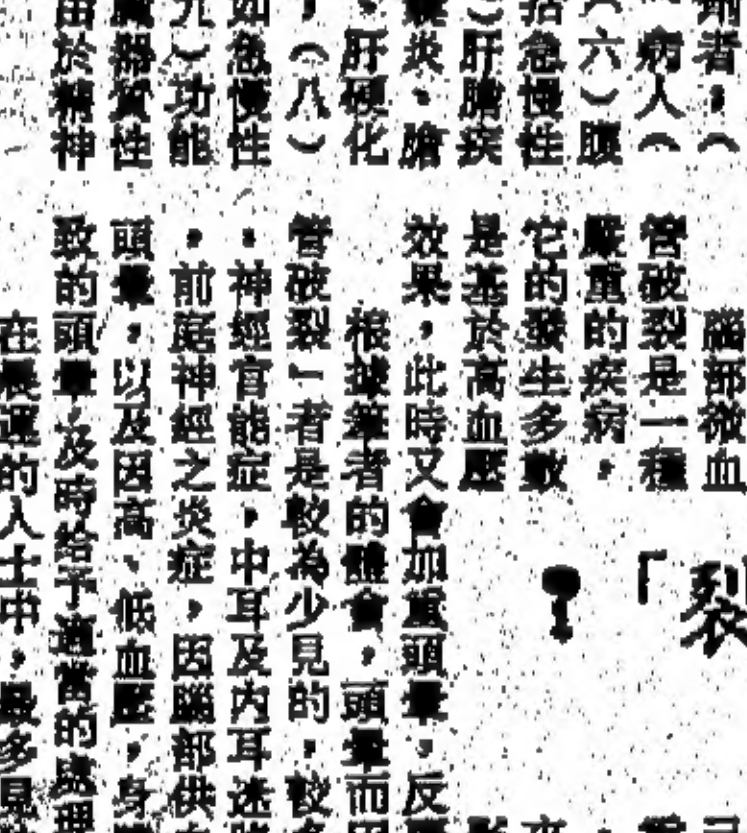 者：（
病人（
（六）腹
括急慢性
）肝膽疾
炎、膽
、肝硬化
（八）
如急慢性
九）功能
臟器質性
由於精神
腦部微血
管破裂是一種
嚴重的疾病，
它的發生多數
是基於高血壓
效果，此時又會加重頭暈，反
根據筆者的體會，頭暈而
管破裂」者是較為少見的，較
，神經官能症，中耳及內耳迷
，前庭神經之炎症，因腦部供
頭暈，以及因高、低血壓，身
致的頭暈，及時給予適當的處理
在 的人士中，最多見
「裂